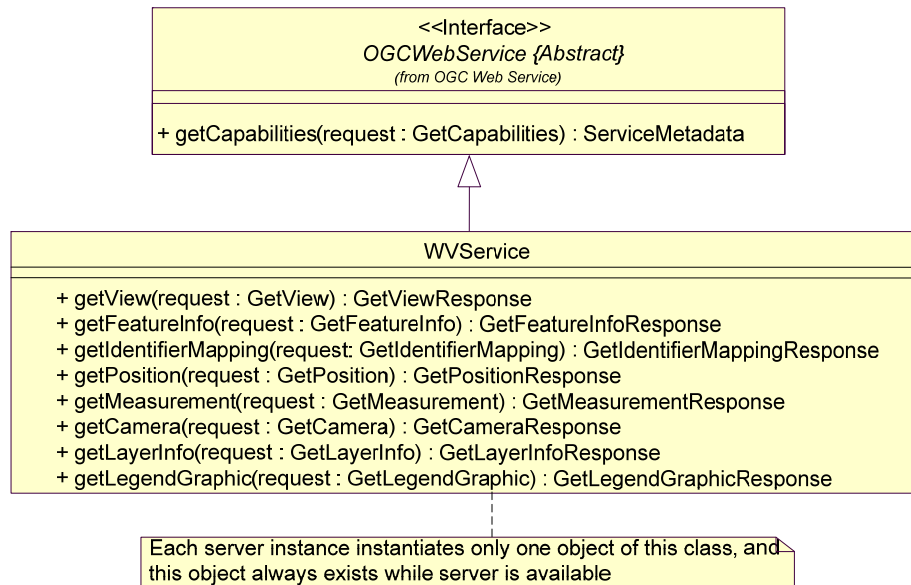 <<Interface>>
OGCWebService {Abstract}
(from OGC Web Service)
+ getCapabilities(request : GetCapabilities) : ServiceMetadata
WVService
+ getView(request : GetView) : GetViewResponse
+ getFeatureInfo(request : GetFeatureInfo) : GetFeatureInfoResponse
+ getIdentifierMapping(request: GetIdentifierMapping) : GetIdentifierMappingResponse
+ getPosition(request : GetPosition) : GetPositionResponse
+ getMeasurement(request : GetMeasurement) : GetMeasurementResponse
+ getCamera(request : GetCamera) : GetCameraResponse
+ getLayerInfo(request : GetLayerInfo) : GetLayerInfoResponse
+ getLegendGraphic(request : GetLegendGraphic) : GetLegendGraphicResponse
Each server instance instantiates only one object of this class, and
this object always exists while server is available